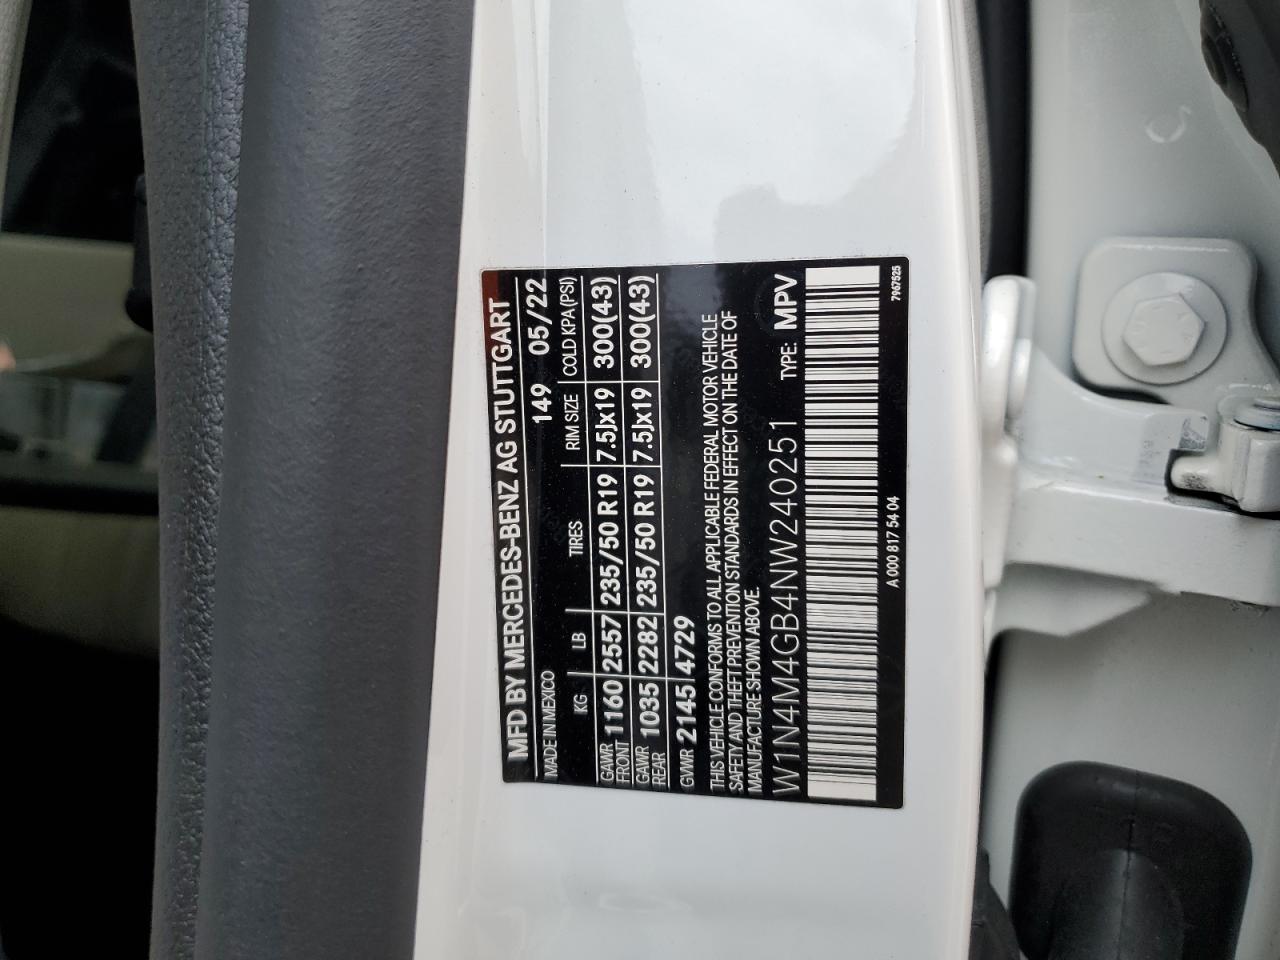 MFD BY MERCEDES-BENZ AG STUTTGART
MADE IN MEXICO 149 05/22
KG LB TIRES RIM SIZE COLD KPA(PSI)
GAWR FRONT 1160 2557 235/50 R19 7.5Jx19 300(43)
GAWR REAR 1035 2282 235/50 R19 7.5Jx19 300(43)
GVWR 2145 4729
THIS VEHICLE CONFORMS TO ALL APPLICABLE FEDERAL MOTOR VEHICLE
SAFETY AND THEFT PREVENTION STANDARDS IN EFFECT ON THE DATE OF
MANUFACTURE SHOWN ABOVE.
W1N4M4GB4NW240251 TYPE: MPV
A 000 817 54 04 7967525